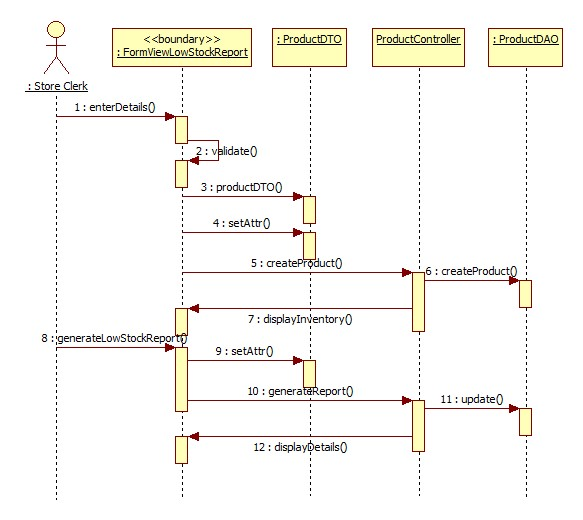 <<boundary>>
: FormViewLowStockReport
: ProductDTO
ProductController
: ProductDAO
: Store Clerk
1 : enterDetails()
2 : validate()
3 : productDTO()
4 : setAttr()
5 : createProduct()
6 : createProduct()
7 : displayInventory()
8 : generateLowStockReport()
9 : setAttr()
10 : generateReport()
11 : update()
12 : displayDetails()